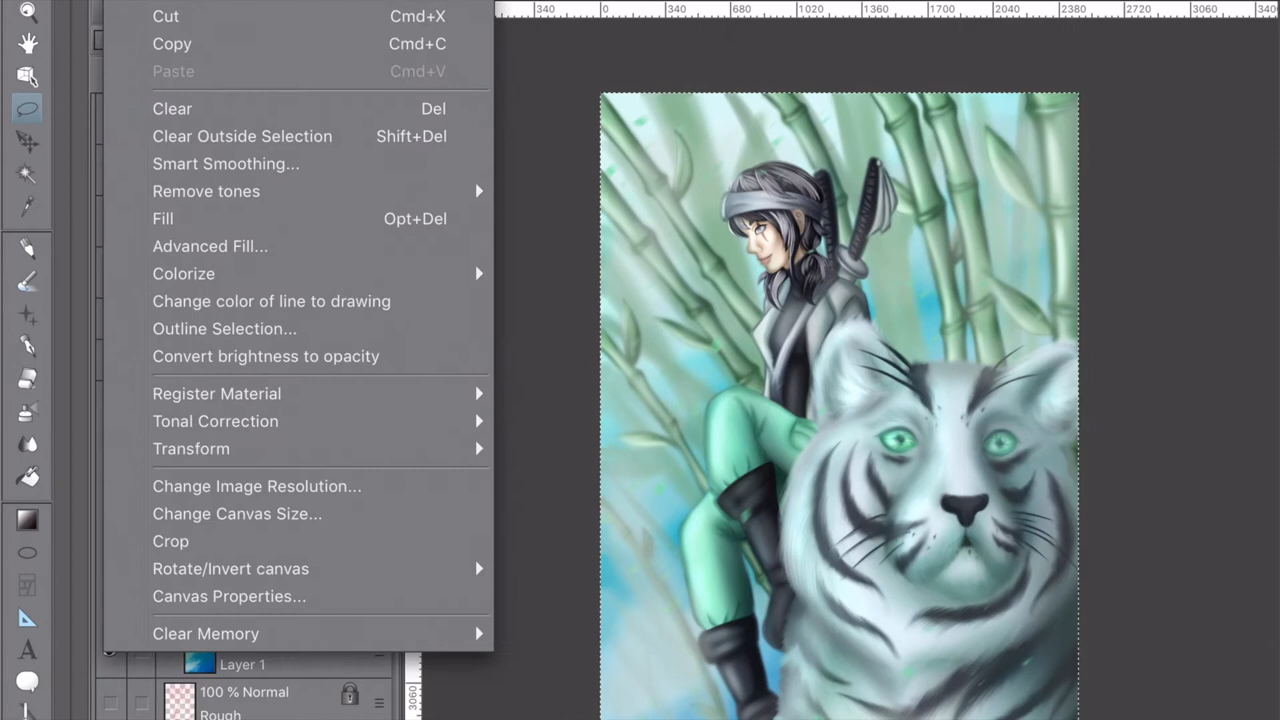 340 0 340 680 1020 1360 1700 2040 2380 2720 3060
Cut Cmd+X
Copy Cmd+C
Paste Cmd+V
Clear Del
Clear Outside Selection Shift+Del
Smart Smoothing...
Remove tones
Fill Opt+Del
Advanced Fill...
Colorize
Change color of line to drawing
Outline Selection...
Convert brightness to opacity
Register Material
Tonal Correction
Transform
Change Image Resolution...
Change Canvas Size...
Crop
Rotate/Invert canvas
Canvas Properties...
Clear Memory
Layer 1
3060
100 % Normal
Rough